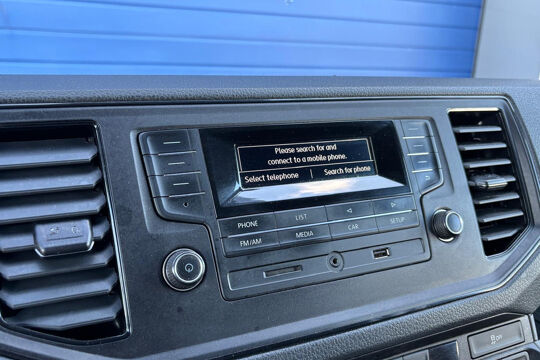 Please search for and
connect to a mobile phone.
Select telephone Search for phone
PHONE LIST
FM/AM MEDIA CAR SETUP